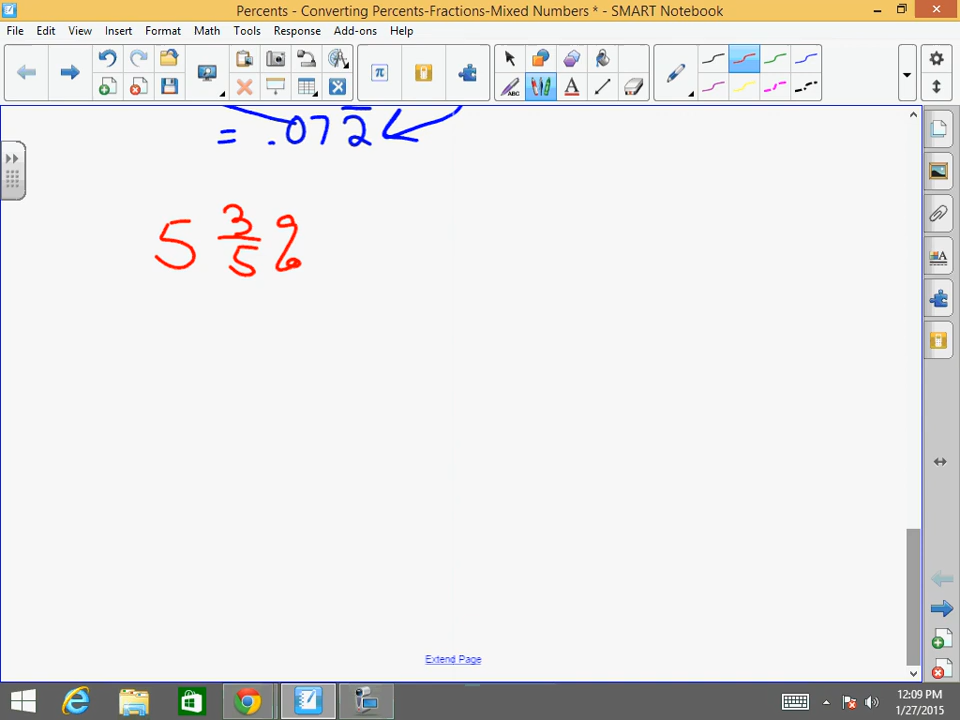 Percents - Converting Percents-Fractions-Mixed Numbers * - SMART Notebook
File Edit View Insert Format Math Tools Response Add-ons Help
= .072̅
5 3/5 %
Extend Page
12:09 PM
1/27/2015